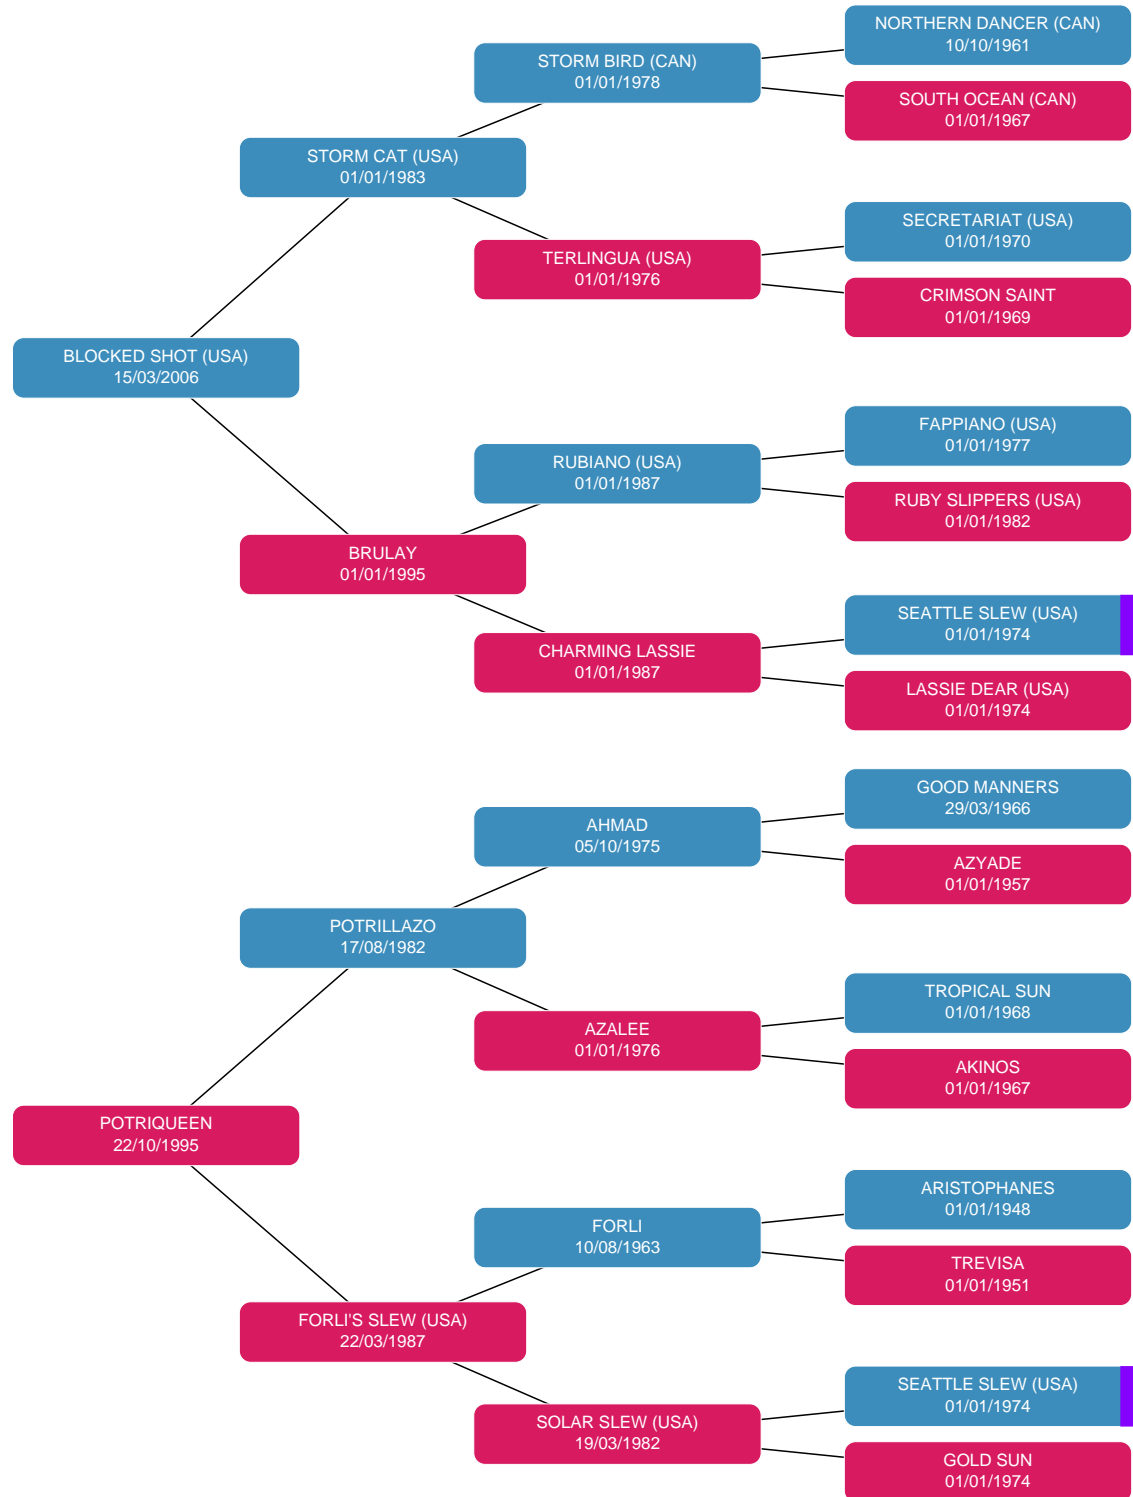 NORTHERN DANCER (CAN)
10/10/1961
STORM BIRD (CAN)
01/01/1978
SOUTH OCEAN (CAN)
01/01/1967
STORM CAT (USA)
01/01/1983
SECRETARIAT (USA)
01/01/1970
TERLINGUA (USA)
01/01/1976
CRIMSON SAINT
01/01/1969
BLOCKED SHOT (USA)
15/03/2006
FAPPIANO (USA)
01/01/1977
RUBIANO (USA)
01/01/1987
RUBY SLIPPERS (USA)
01/01/1982
BRULAY
01/01/1995
SEATTLE SLEW (USA)
01/01/1974
CHARMING LASSIE
01/01/1987
LASSIE DEAR (USA)
01/01/1974
GOOD MANNERS
29/03/1966
AHMAD
05/10/1975
AZYADE
01/01/1957
POTRILLAZO
17/08/1982
TROPICAL SUN
01/01/1968
AZALEE
01/01/1976
AKINOS
01/01/1967
POTRIQUEEN
22/10/1995
ARISTOPHANES
01/01/1948
FORLI
10/08/1963
TREVISA
01/01/1951
FORLI'S SLEW (USA)
22/03/1987
SEATTLE SLEW (USA)
01/01/1974
SOLAR SLEW (USA)
19/03/1982
GOLD SUN
01/01/1974